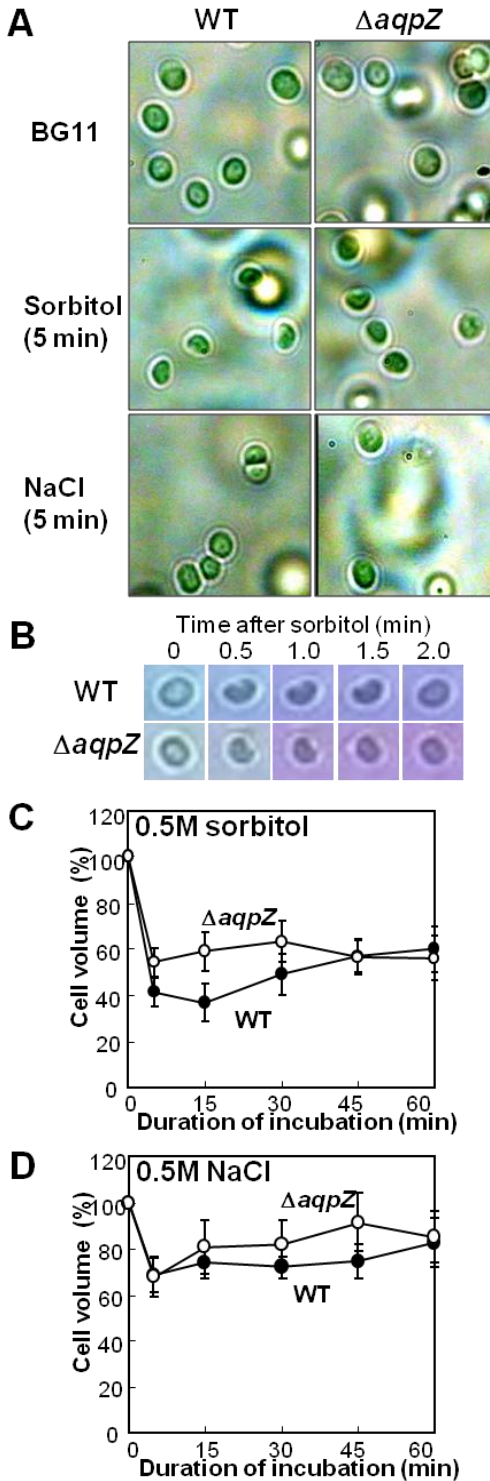 A
WT ΔaqpZ
BG11
Sorbitol
(5 min)
NaCl
(5 min)
B
Time after sorbitol (min)
0 0.5 1.0 1.5 2.0
WT
ΔaqpZ
C
0.5M sorbitol
Cell volume (%)
120
100
80
60
40
20
0
ΔaqpZ
WT
0 15 30 45 60
Duration of incubation (min)
D
0.5M NaCl
Cell volume (%)
120
100
80
60
40
20
0
ΔaqpZ
WT
0 15 30 45 60
Duration of incubation (min)